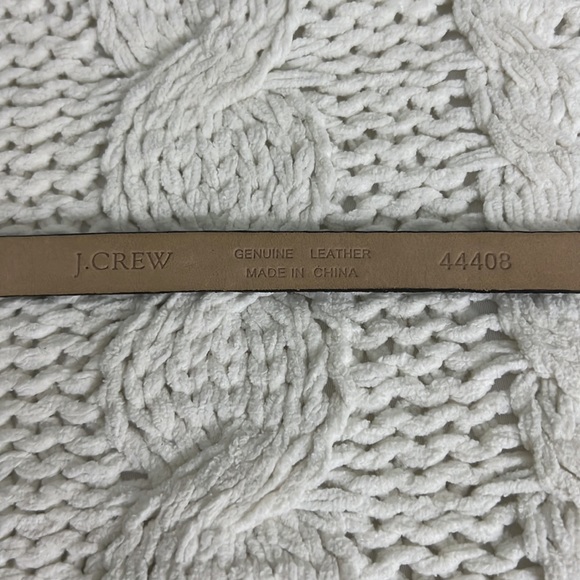 J.CREW
GENUINE LEATHER
MADE IN CHINA
44408